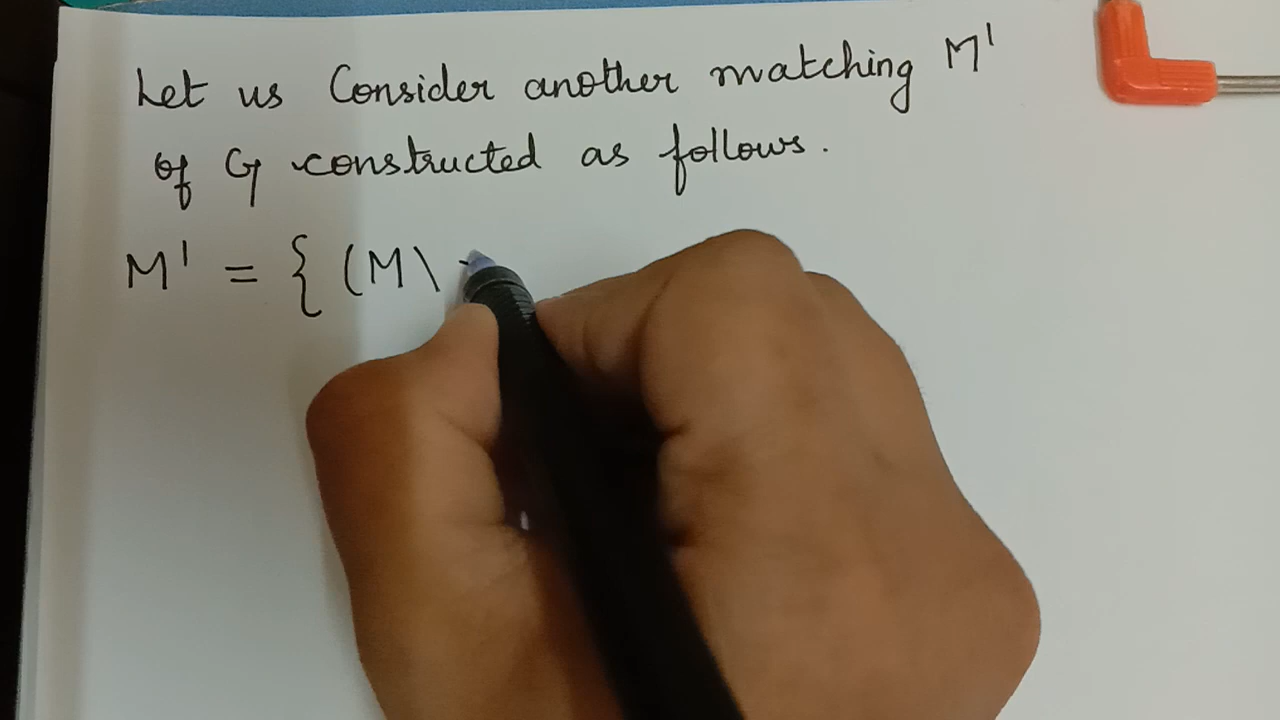 Let us Consider another matching M'
of G constructed as follows.
M' = { (M\